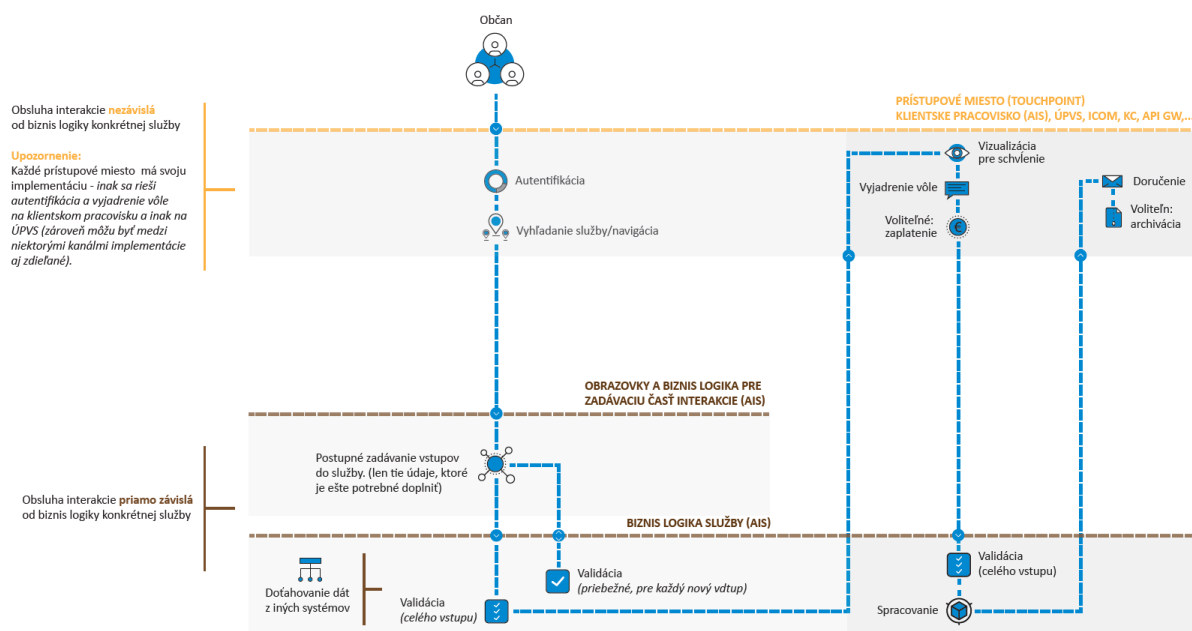 Občan
Obsluha interakcie nezávislá
od biznis logiky konkrétnej služby
Upozornenie:
Každé prístupové miesto má svoju
implementáciu - inak sa rieši
autentifikácia a vyjadrenie vôle
na klientskom pracovisku a inak na
ÚPVS (zároveň môžu byť medzi
niektorými kanálmi implementácie
aj zdieľané).
PRÍSTUPOVÉ MIESTO (TOUCHPOINT)
KLIENTSKE PRACOVISKO (AIS), ÚPVS, ICOM, KC, API GW,...
Autentifikácia
Vyhľadanie služby/navigácia
Vizualizácia
pre schvlenie
Vyjadrenie vôle
Voliteľné:
zaplatenie
Doručenie
Voliteľn:
archivácia
OBRAZOVKY A BIZNIS LOGIKA PRE
ZADÁVACIU ČASŤ INTERAKCIE (AIS)
Postupné zadávanie vstupov
do služby. (len tie údaje, ktoré
je ešte potrebné doplniť)
Obsluha interakcie priamo závislá
od biznis logiky konkrétnej služby
BIZNIS LOGIKA SLUŽBY (AIS)
Doťahovanie dát
z iných systémov
Validácia
(celého vstupu)
Validácia
(priebežné, pre každý nový vdtup)
Validácia
(celého vstupu)
Spracovanie